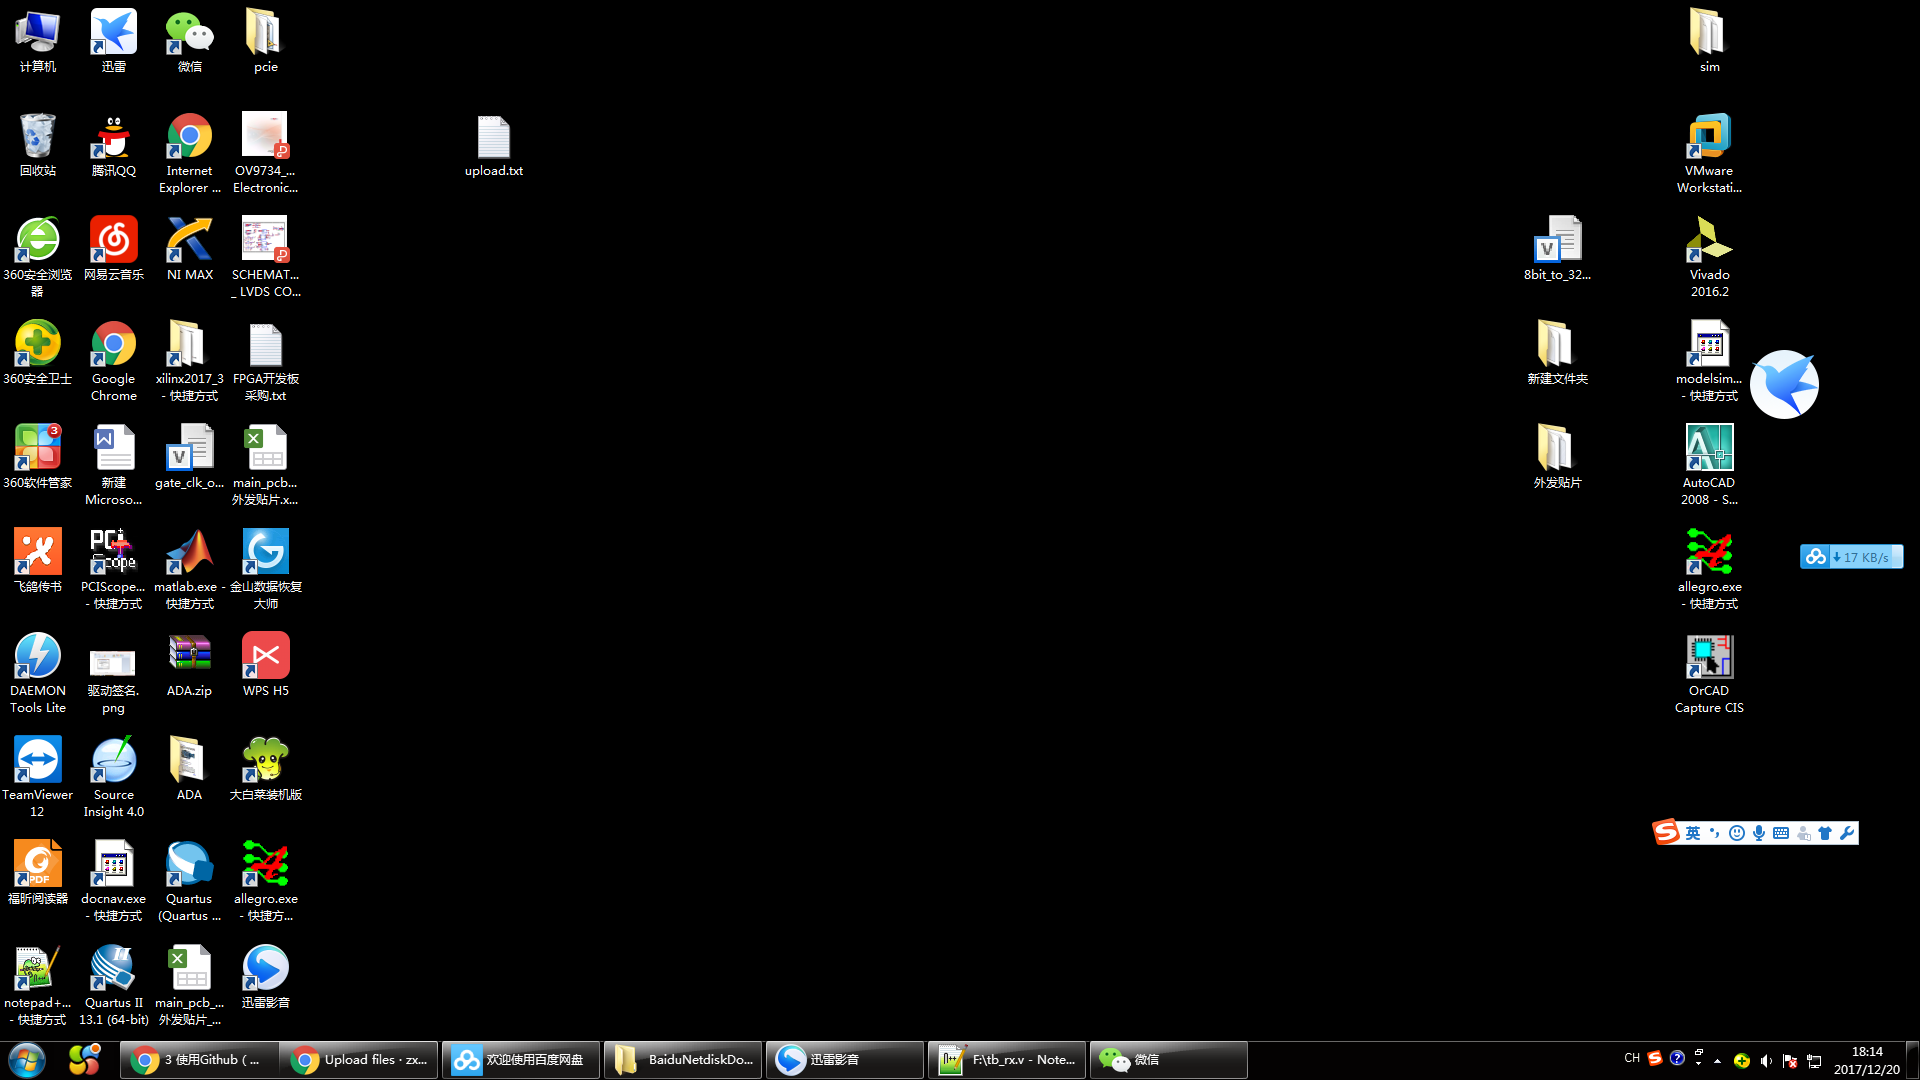 计算机
迅雷
微信
pcie
sim
回收站
腾讯QQ
Internet
Explorer ...
OV9734_...
Electronic...
upload.txt
VMware
Workstati...
360安全浏览
器
网易云音乐
NI MAX
SCHEMAT...
_ LVDS CO...
8bit_to_32...
Vivado
2016.2
360安全卫士
Google
Chrome
xilinx2017_3
- 快捷方式
FPGA开发板
采购.txt
新建文件夹
modelsim...
- 快捷方式
3
360软件管家
新建
Microso...
gate_clk_o...
main_pcb...
外发贴片.x...
外发贴片
AutoCAD
2008 - S...
17 KB/s
飞鸽传书
PCIScope...
- 快捷方式
matlab.exe -
快捷方式
金山数据恢复
大师
allegro.exe
- 快捷方式
DAEMON
Tools Lite
驱动签名.
png
ADA.zip
WPS H5
OrCAD
Capture CIS
TeamViewer
12
Source
Insight 4.0
ADA
大白菜装机版
英
PDF
福昕阅读器
docnav.exe
- 快捷方式
Quartus
(Quartus ...
allegro.exe
- 快捷方...
notepad+...
- 快捷方式
Quartus II
13.1 (64-bit)
main_pcb_...
外发贴片_...
迅雷影音
3 使用Github ( ...
Upload files · zx...
欢迎使用百度网盘
BaiduNetdiskDo...
迅雷影音
F:\tb_rx.v - Note...
微信
CH
18:14
2017/12/20